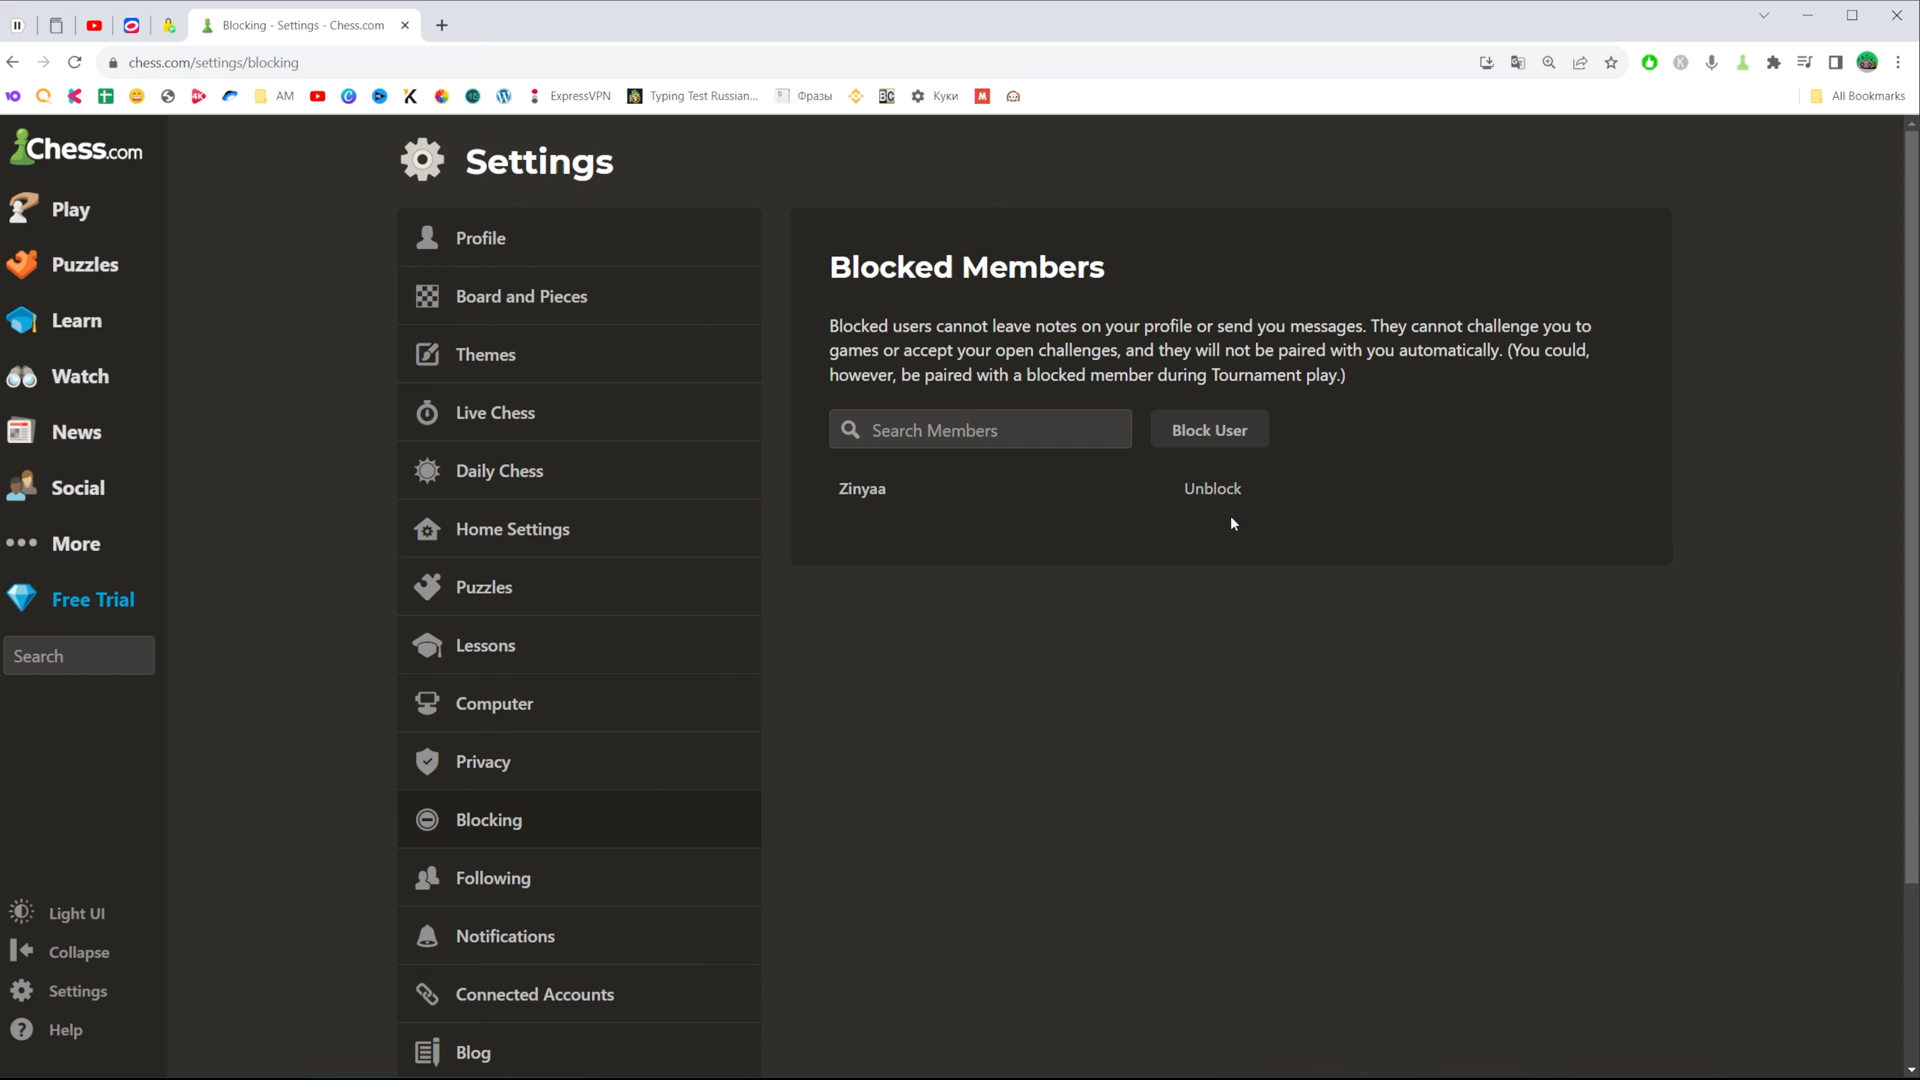 Blocking - Settings - Chess.com
chess.com/settings/blocking
AM
ExpressVPN
Typing Test Russian...
Фразы
Куки
All Bookmarks
Chess.com
Play
Puzzles
Learn
Watch
News
Social
More
Free Trial
Search
Light UI
Collapse
Settings
Help
Settings
Profile
Board and Pieces
Themes
Live Chess
Daily Chess
Home Settings
Puzzles
Lessons
Computer
Privacy
Blocking
Following
Notifications
Connected Accounts
Blog
Blocked Members
Blocked users cannot leave notes on your profile or send you messages. They cannot challenge you to
games or accept your open challenges, and they will not be paired with you automatically. (You could,
however, be paired with a blocked member during Tournament play.)
Search Members
Block User
Zinyaa
Unblock